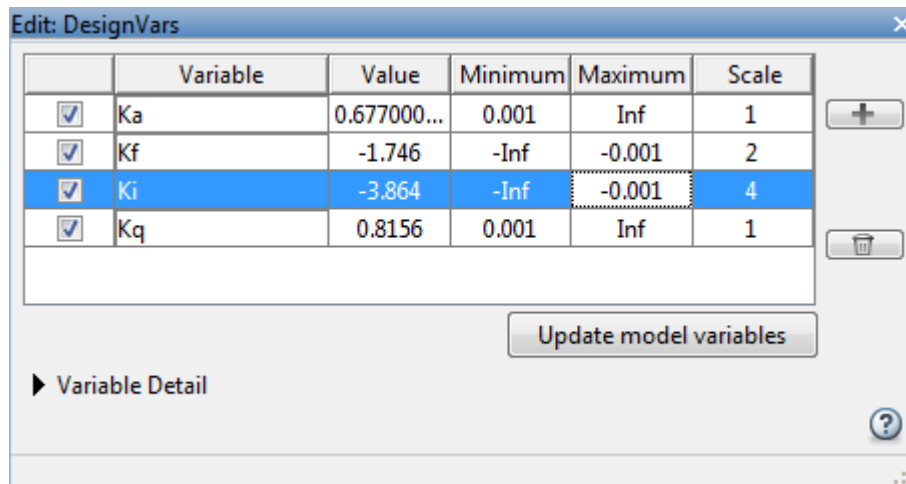 Edit: DesignVars
Variable Value Minimum Maximum Scale
Ka 0.677000... 0.001 Inf 1
Kf -1.746 -Inf -0.001 2
Ki -3.864 -Inf -0.001 4
Kq 0.8156 0.001 Inf 1
Update model variables
Variable Detail